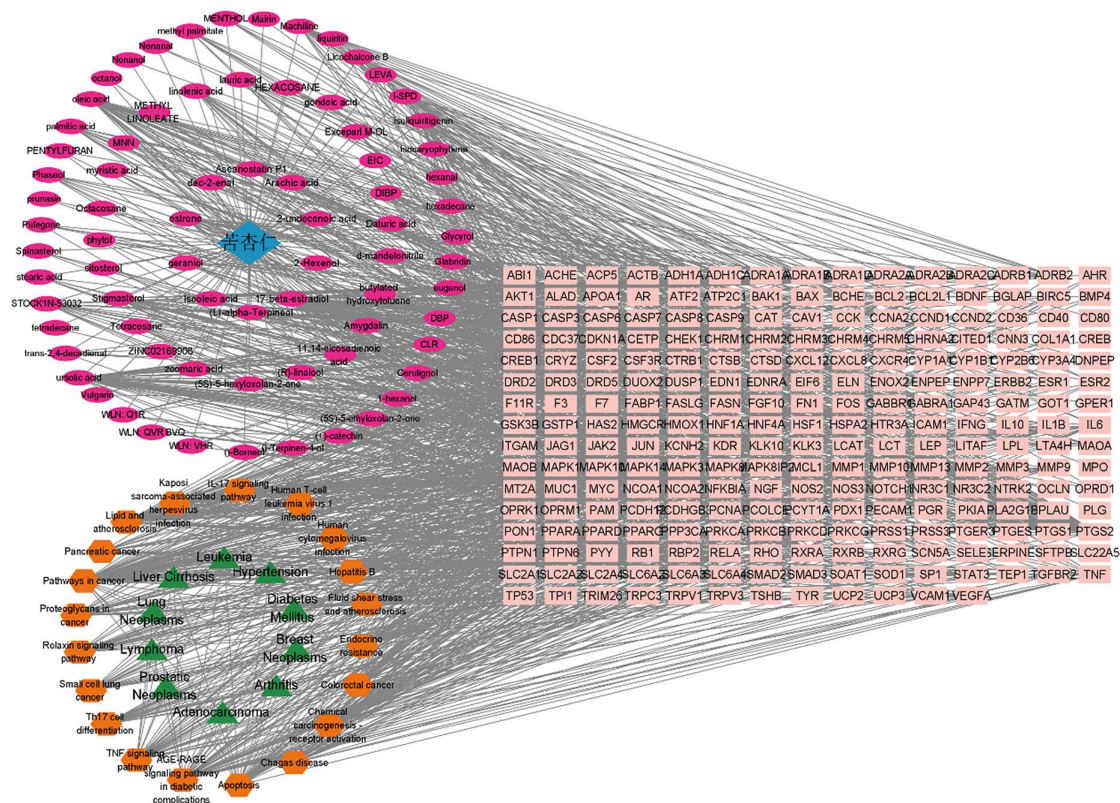 MENTHOL
Mairin
Machiline
methyl palmitate
liquiritin
Nonanal
Licochalcone B
Nonanol
LEVA
octanol
lauric acid
HEXACOSANE
linolenic acid
I-SPD
oleic acid
gondoic acid
METHYL
LINOLEATE
Isoliquiritigenin
palmitic acid
Exceparl M-OL
MNN
PENTYLFURAN
EIC
hexanal
myristic acid
Ascanostatin P1
Phaseol
dec-2-enal
Arachic acid
DIBP
prunasin
hexadecane
Octacosane
estrone
2-undecenoic acid
Daturic acid
Pulegone
Glycyrol
phytol
苦杏仁
d-mandelonitrile
Spinasterol
Glabridin
sitosterol
geraniol
2-Hexenol
stearic acid
eugenol
butylated
hydroxytoluene
Stigmasterol
Isooleic acid
17-beta-estradiol
STOCK1N-53032
(L)-alpha-Terpineol
DBP
tetradecane
Tetracosane
Amygdalin
CLR
trans-2,4-decadienal
ZINC02169908
11,14-eicosadienoic
acid
zoomaric acid
(R)-linalool
Cerulignol
ursolic acid
(5S)-5-hexyloxolan-2-one
Vulgarin
1-hexanol
WLN: Q1R
(5S)-5-ethyloxolan-2-one
WLN: QVR BVQ
WLN: VHR
()-Borneol
()-Terpinen-4-ol
ABI1 ACHE ACP5 ACTB ADH1A ADH1C ADRA1A ADRA1B ADRA1D ADRA2A ADRA2B ADRA2C ADRB1 ADRB2 AHR
AKT1 ALAD APOA1 AR ATF2 ATP2C1 BAK1 BAX BCHE BCL2 BCL2L1 BDNF BGLAP BIRC5 BMP4
CASP1 CASP3 CASP6 CASP7 CASP8 CASP9 CAT CAV1 CCK CCNA2 CCND1 CCND2 CD36 CD40 CD80
CD86 CDC37 CDKN1A CETP CHEK1 CHRM1 CHRM2 CHRM3 CHRM4 CHRM5 CHRNA2 CITED1 CNN3 COL1A1 CREB
CREB1 CRYZ CSF2 CSF3R CTRB1 CTSB CTSD CXCL12 CXCL8 CXCR4 CYP1A1 CYP1B1 CYP2B6 CYP3A4 DNPEP
DRD2 DRD3 DRD5 DUOX2 DUSP1 EDN1 EDNRA EIF6 ELN ENOX2 ENPEP ENPP7 ERBB2 ESR1 ESR2
F11R F3 F7 FABP1 FASLG FASN FGF10 FN1 FOS GABBR1 GABRA1 GAP43 GATM GOT1 GPER1
GSK3B GSTP1 HAS2 HMGCR HMOX1 HNF1A HNF4A HSF1 HSPA2 HTR3A ICAM1 IFNG IL10 IL1B IL6
ITGAM JAG1 JAK2 JUN KCNH2 KDR KLK10 KLK3 LCAT LCT LEP LITAF LPL LTA4H MAOA
MAOB MAPK1 MAPK10 MAPK14 MAPK3 MAPK8 MAPK8IP2 MCL1 MMP1 MMP10 MMP13 MMP2 MMP3 MMP9 MPO
MT2A MUC1 MYC NCOA1 NCOA2 NFKBIA NGF NOS2 NOS3 NOTCH1 NR3C1 NR3C2 NTRK2 OCLN OPRD1
OPRK1 OPRM1 PAM PCNA PCYT1A PDX1 PECAM1 PGR PKIA PLA2G1B PLAU PLG
PON1 PPARA PPARD PPARG PPP3CA PRKCA PRKCB PRKCD PRKCG PRSS1 PRSS3 PTGER3 PTGES PTGS1 PTGS2
PTPN1 PTPN6 PYY RB1 RBP2 RELA RHO RXRA RXRB RXRG SCN5A SELE SERPINE SFTPB SLC22A5
SLC2A1 SLC2A2 SLC2A4 SLC6A2 SLC6A3 SLC6A4 SMAD2 SMAD3 SOAT1 SOD1 SP1 STAT3 TEP1 TGFBR2 TNF
TP53 TPI1 TRIM26 TRPC3 TRPV1 TRPV3 TSHB TYR UCP2 UCP3 VCAM1 VEGFA
Kaposi
sarcoma-associated
herpesvirus
infection
IL-17 signaling
pathway
Human T-cell
leukemia virus 1
infection
Lipid and
atherosclerosis
Human
cytomegalovirus
infection
Pancreatic cancer
Leukemia
Hypertension
Hepatitis B
Pathways in cancer
Liver Cirrhosis
Fluid shear stress
and atherosclerosis
Proteoglycans in
cancer
Lung
Neoplasms
Diabetes
Mellitus
Relaxin signaling
pathway
Lymphoma
Breast
Neoplasms
Endocrine
resistance
Small cell lung
cancer
Prostatic
Neoplasms
Arthritis
Colorectal cancer
Th17 cell
differentiation
Adenocarcinoma
Chemical
carcinogenesis -
receptor activation
TNF signaling
pathway
AGE-RAGE
signaling pathway
in diabetic
complications
Apoptosis
Chagas disease